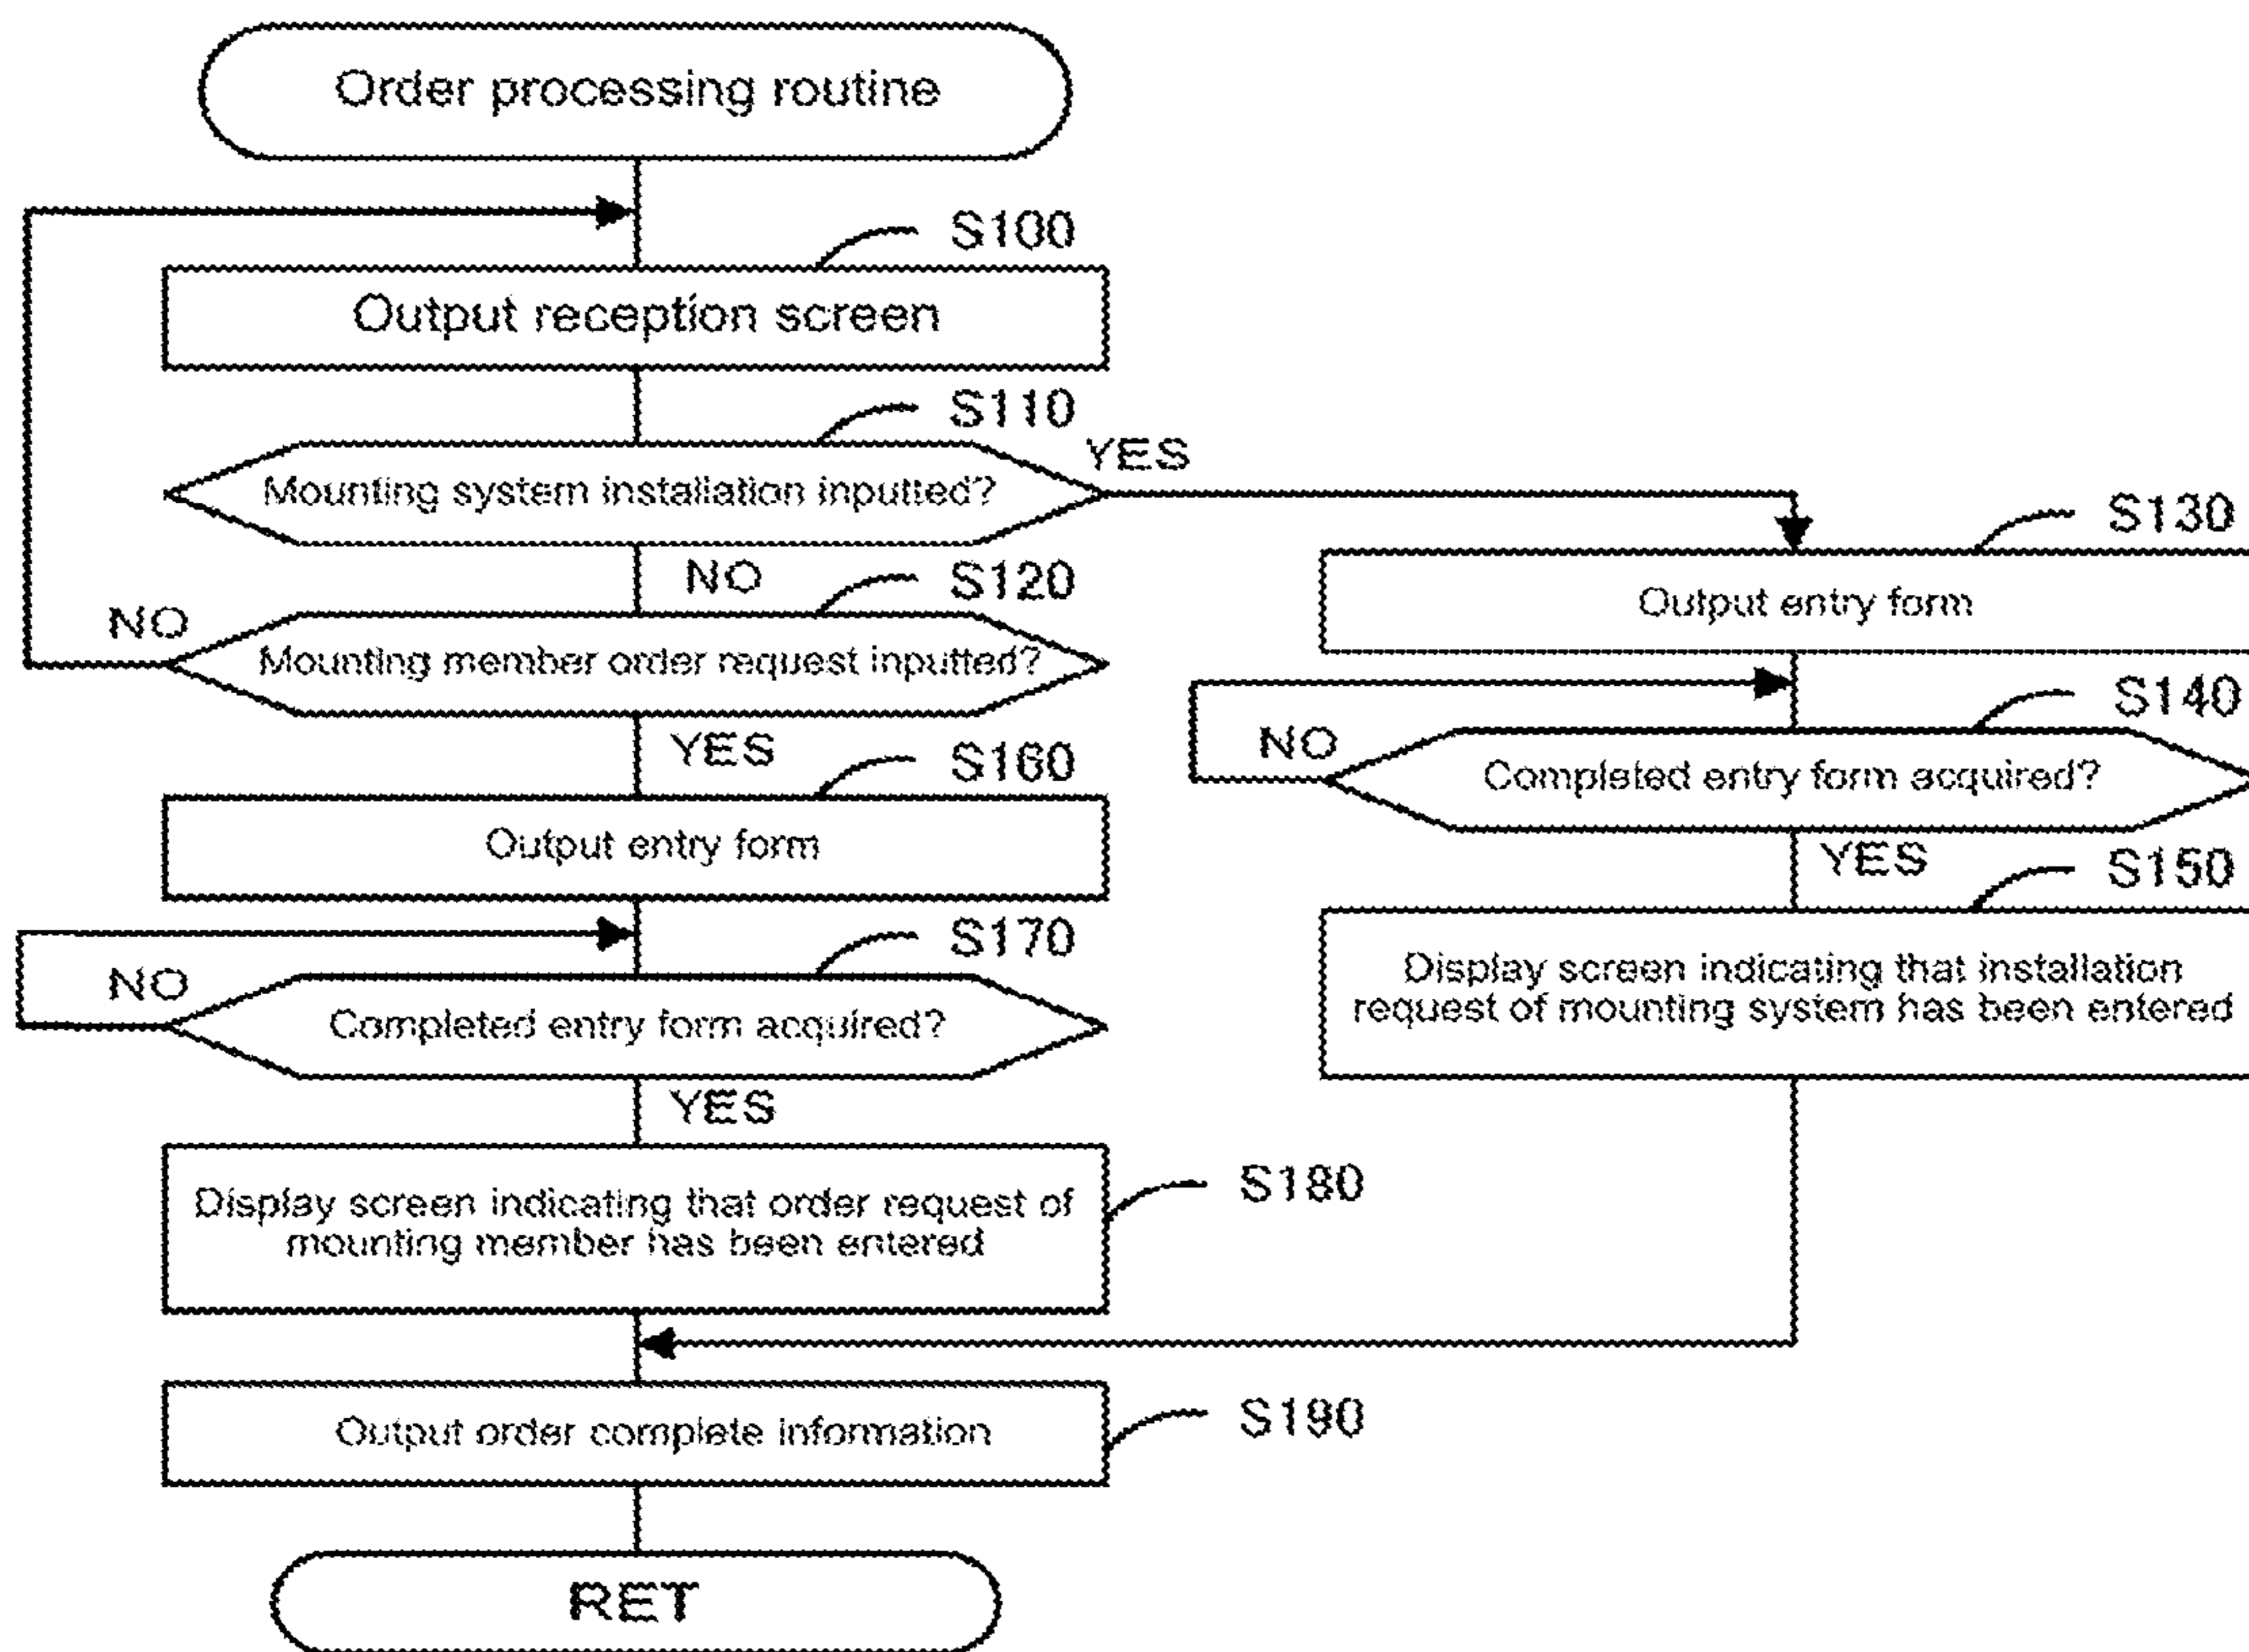 Order processing routine
S100
Output reception screen
S110
Mounting system installation inputted?
YES
NO
S120
Mounting member order request inputted?
NO
YES
S130
Output entry form
S140
Completed entry form acquired?
NO
YES
S150
Display screen indicating that installation
request of mounting system has been entered
S160
Output entry form
S170
Completed entry form acquired?
NO
YES
S180
Display screen indicating that order request of
mounting member has been entered
S190
Output order complete information
RET